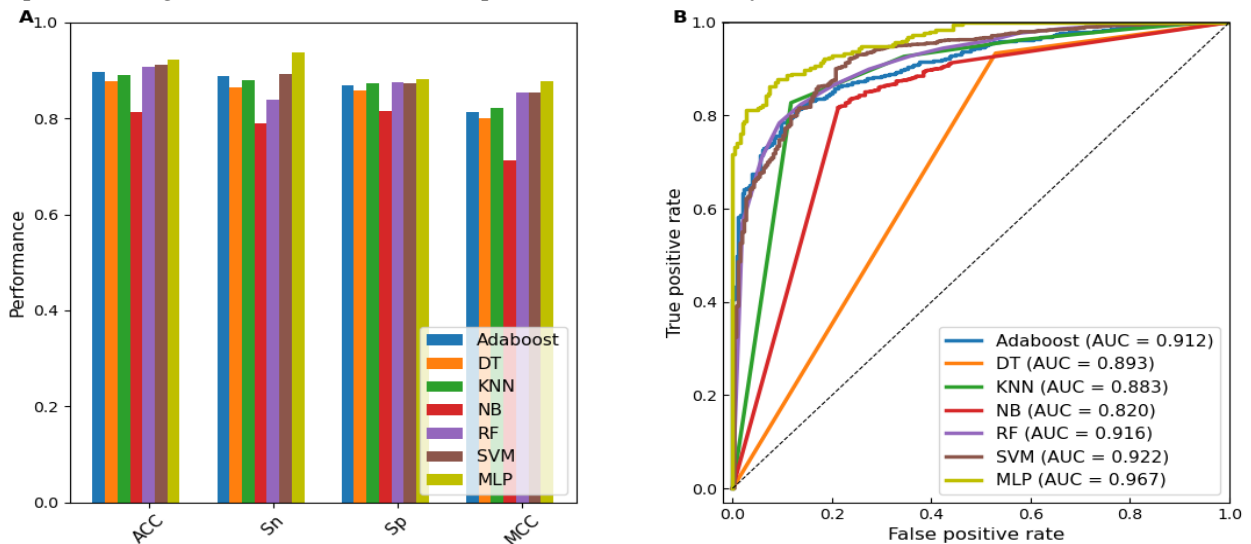 A
1.0
0.8
0.6
0.4
0.2
0.0
Performance
ACC
Sn
Sp
MCC
Adaboost
DT
KNN
NB
RF
SVM
MLP
B
1.0
0.8
0.6
0.4
0.2
0.0
True positive rate
0.0
0.2
0.4
0.6
0.8
1.0
False positive rate
Adaboost (AUC = 0.912)
DT (AUC = 0.893)
KNN (AUC = 0.883)
NB (AUC = 0.820)
RF (AUC = 0.916)
SVM (AUC = 0.922)
MLP (AUC = 0.967)